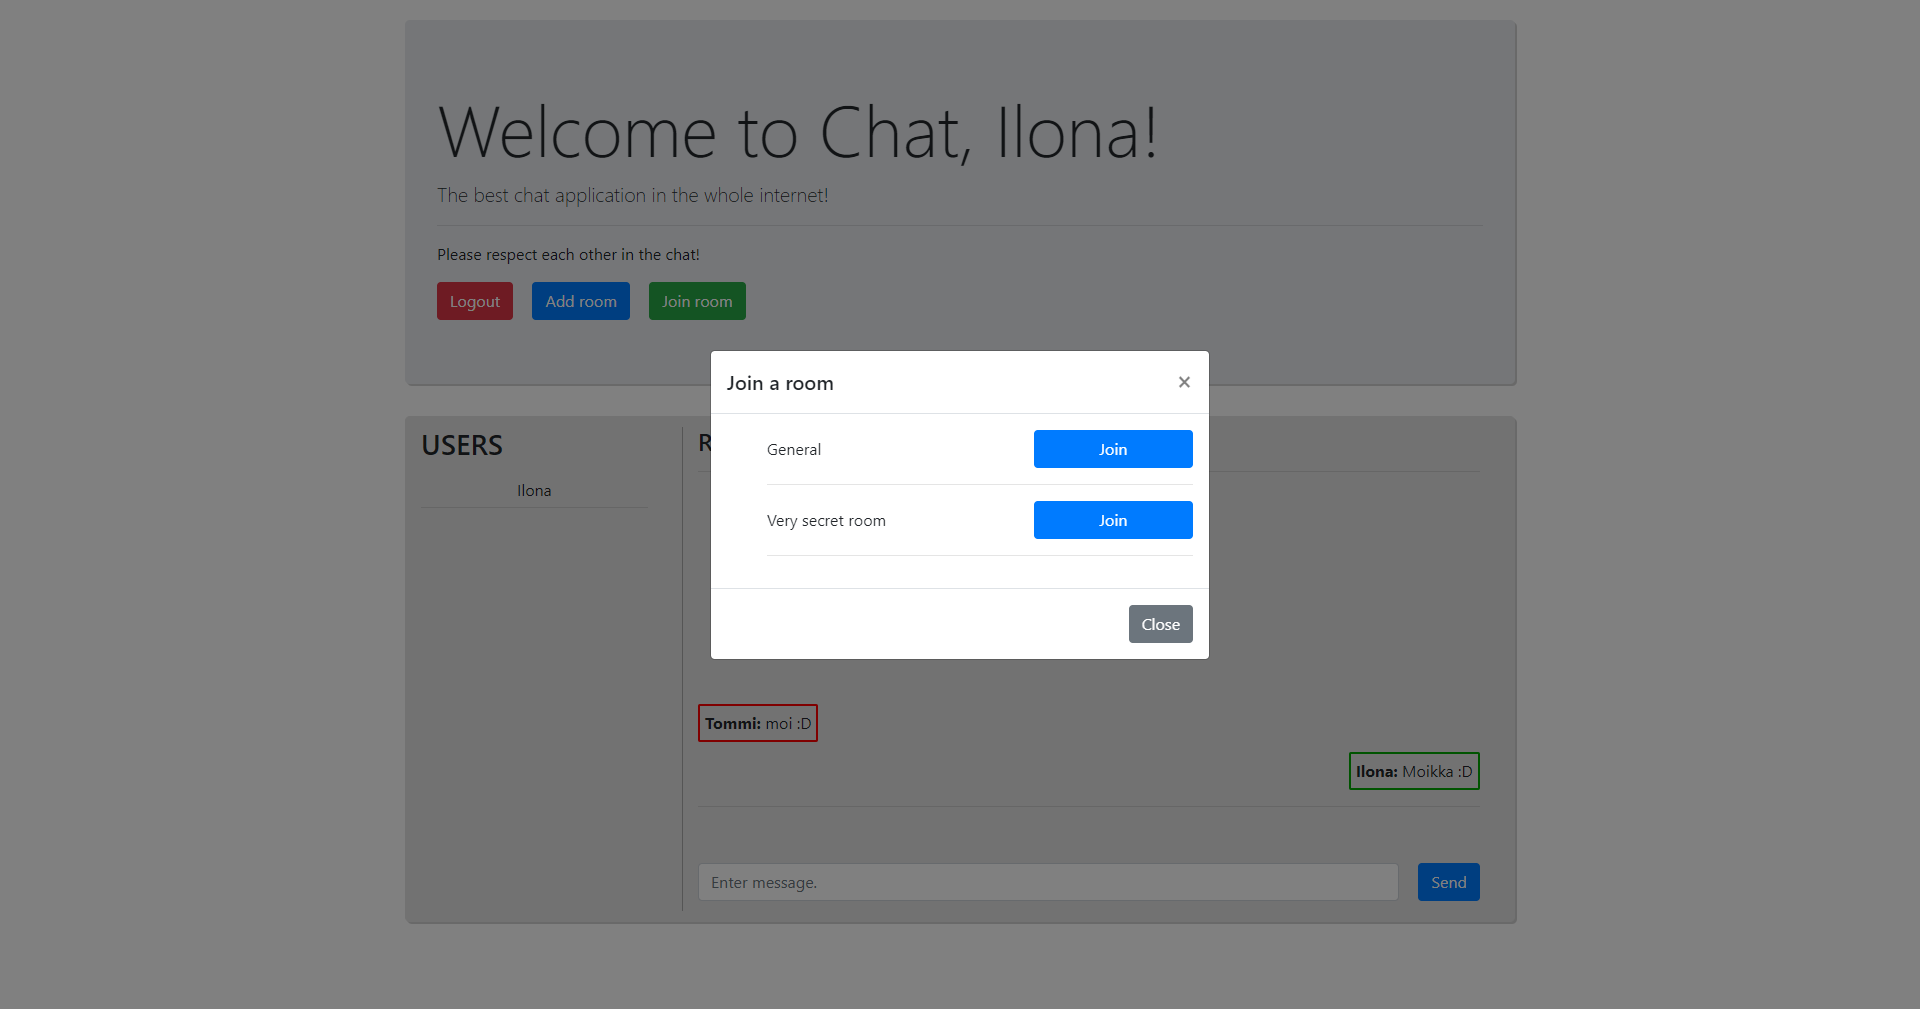 Welcome to Chat, Ilona!
The best chat application in the whole internet!
Please respect each other in the chat!
Logout Add room Join room
Join a room ×
General Join
Very secret room Join
Close
USERS
Ilona
Tommi: moi :D
Ilona: Moikka :D
Enter message. Send